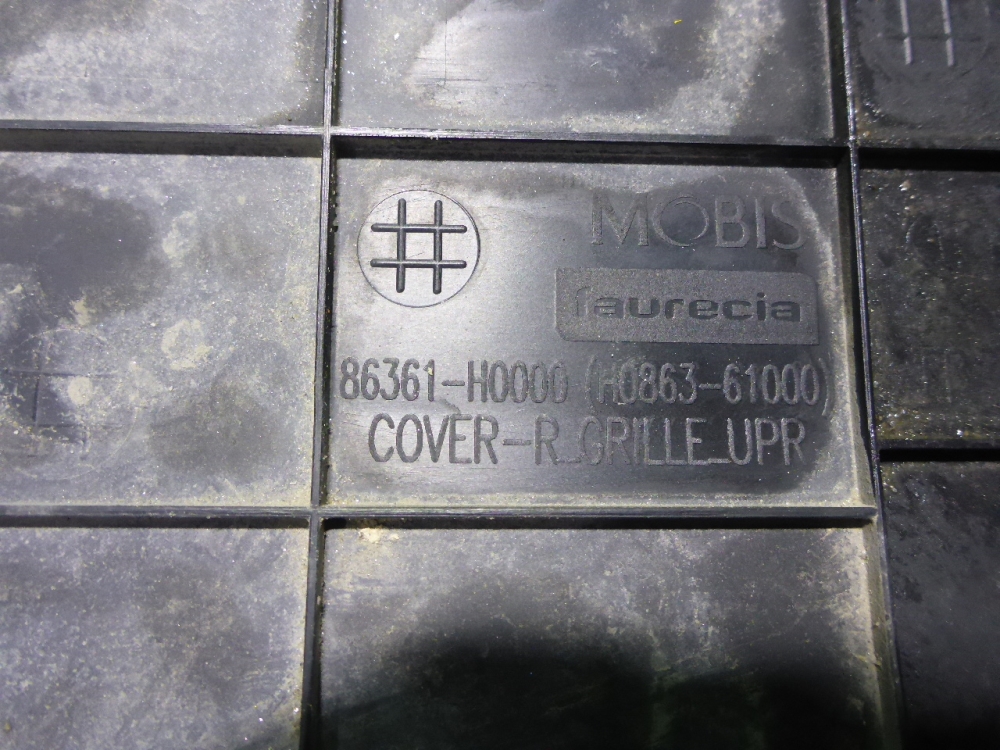 MOBIS
faurecia
86361-H0000 (H0863-61000)
COVER-R_GRILLE_UPR